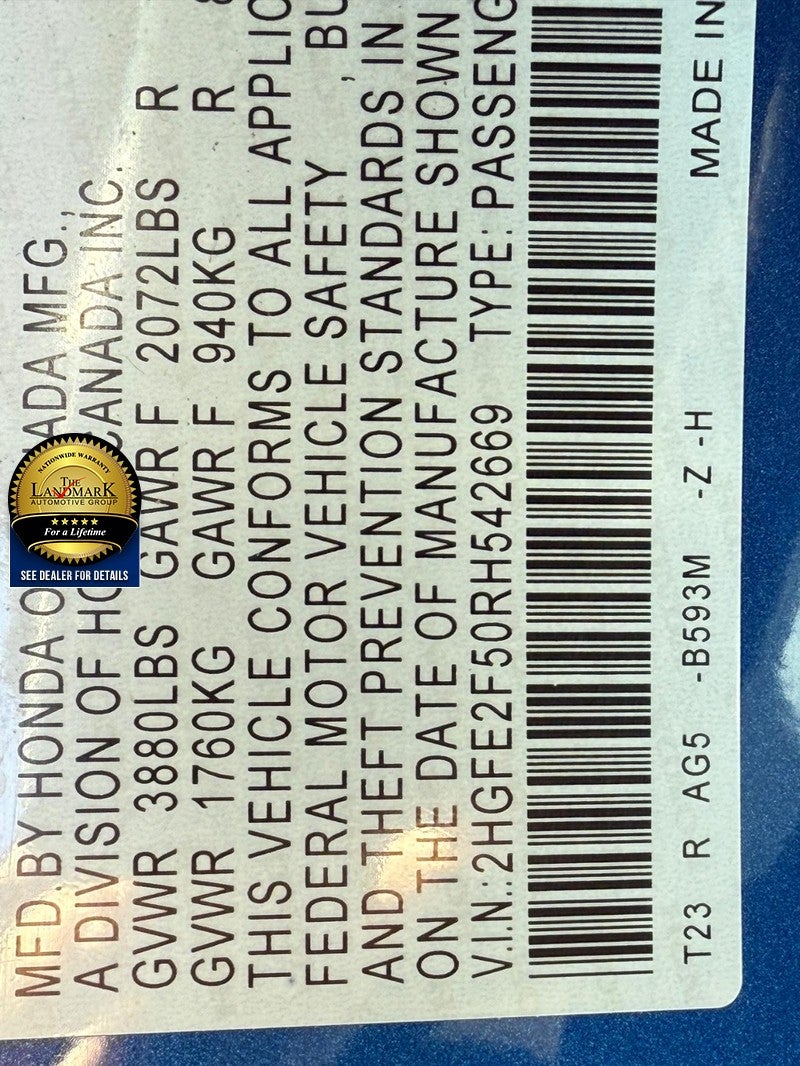 MFD.BY HONDA O ADA MFG.,
A DIVISION OF HO CANADA INC.
GVWR 3880LBS GAWR F 2072LBS R
GVWR 1760KG GAWR F 940KG R
THIS VEHICLE CONFORMS TO ALL APPLIC
FEDERAL MOTOR VEHICLE SAFETY , BU
AND THEFT PREVENTION STANDARDS IN
ON THE DATE OF MANUFACTURE SHOWN
V.I.N.:2HGFE2F50RH542669 TYPE: PASSENG
T23 R AG5 -B593M -Z -H MADE IN
NATIONWIDE WARRANTY
THE
LANDMARK
AUTOMOTIVE GROUP
For a Lifetime
SEE DEALER FOR DETAILS